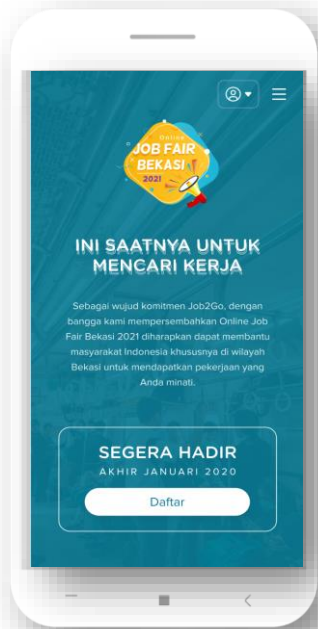 Online
JOB FAIR
BEKASI
2021
INI SAATNYA UNTUK
MENCARI KERJA
Sebagai wujud komitmen Job2Go, dengan
bangga kami mempersembahkan Online Job
Fair Bekasi 2021 diharapkan dapat membantu
masyarakat Indonesia khususnya di wilayah
Bekasi untuk mendapatkan pekerjaan yang
Anda minati.
SEGERA HADIR
AKHIR JANUARI 2020
Daftar